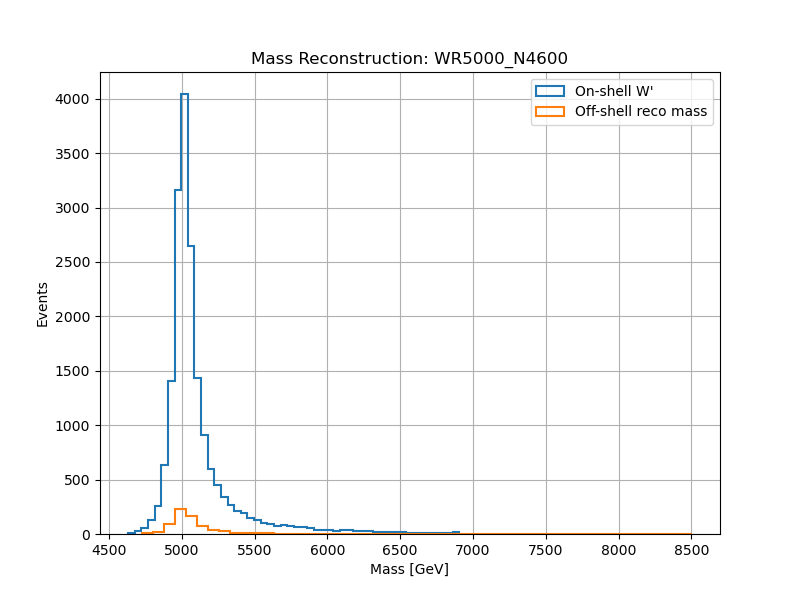 Mass Reconstruction: WR5000_N4600
On-shell W'
Off-shell reco mass
4000
3500
3000
2500
2000
1500
1000
500
0
Events
4500 5000 5500 6000 6500 7000 7500 8000 8500
Mass [GeV]